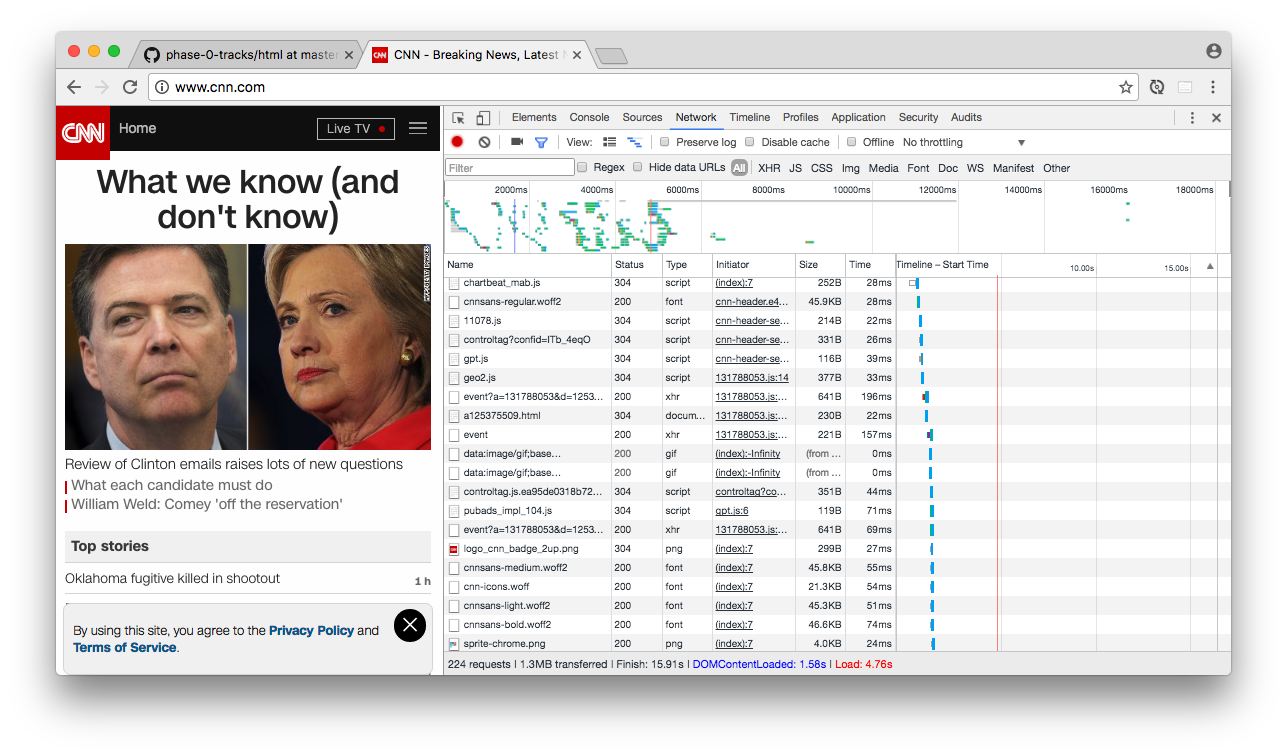 phase-0-tracks/html at master
CNN - Breaking News, Latest N
www.cnn.com
CNN
Home
Live TV
What we know (and
don't know)
Review of Clinton emails raises lots of new questions
What each candidate must do
William Weld: Comey 'off the reservation'
Top stories
Oklahoma fugitive killed in shootout 1 h
By using this site, you agree to the Privacy Policy and
Terms of Service.
Elements Console Sources Network Timeline Profiles Application Security Audits
View: Preserve log Disable cache Offline No throttling
Filter Regex Hide data URLs All XHR JS CSS Img Media Font Doc WS Manifest Other
2000ms 4000ms 6000ms 8000ms 10000ms 12000ms 14000ms 16000ms 18000ms
Name Status Type Initiator Size Time Timeline – Start Time 10.00s 15.00s
chartbeat_mab.js 304 script (index):7 252B 28ms
cnnsans-regular.woff2 200 font cnn-header.e4... 45.9KB 28ms
11078.js 304 script cnn-header-se... 214B 22ms
controltag?confid=ITb_4eqO 304 script cnn-header-se... 331B 26ms
gpt.js 304 script cnn-header-se... 116B 39ms
geo2.js 304 script 131788053.js:14 377B 33ms
event?a=131788053&d=1253... 200 xhr 131788053.js:... 641B 196ms
a125375509.html 304 docum... 131788053.js:... 230B 22ms
event 200 xhr 131788053.js:... 221B 157ms
data:image/gif;base... 200 gif (index):-Infinity (from ... 0ms
data:image/gif;base... 200 gif (index):-Infinity (from ... 0ms
controltag.js.ea95de0318b72... 304 script controltag?co... 351B 44ms
pubads_impl_104.js 304 script gpt.js:6 119B 71ms
event?a=131788053&d=1253... 200 xhr 131788053.js:... 641B 69ms
logo_cnn_badge_2up.png 304 png (index):7 299B 27ms
cnnsans-medium.woff2 200 font (index):7 45.8KB 55ms
cnn-icons.woff 200 font (index):7 21.3KB 54ms
cnnsans-light.woff2 200 font (index):7 45.3KB 51ms
cnnsans-bold.woff2 200 font (index):7 46.6KB 74ms
sprite-chrome.png 200 png (index):7 4.0KB 24ms
224 requests | 1.3MB transferred | Finish: 15.91s | DOMContentLoaded: 1.58s | Load: 4.76s